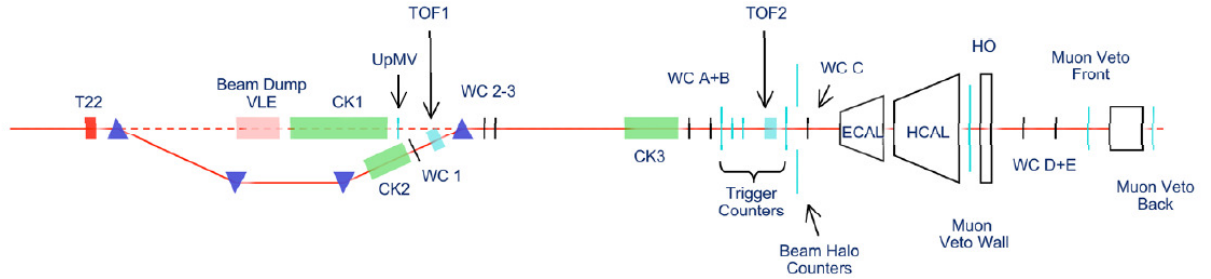 TOF1
TOF2
UpMV
HO
WC A+B
WC C
Muon Veto
Front
T22
Beam Dump
VLE
CK1
WC 2-3
ECAL
HCAL
CK3
CK2
WC 1
WC D+E
Trigger
Counters
Muon Veto
Back
Muon
Veto Wall
Beam Halo
Counters